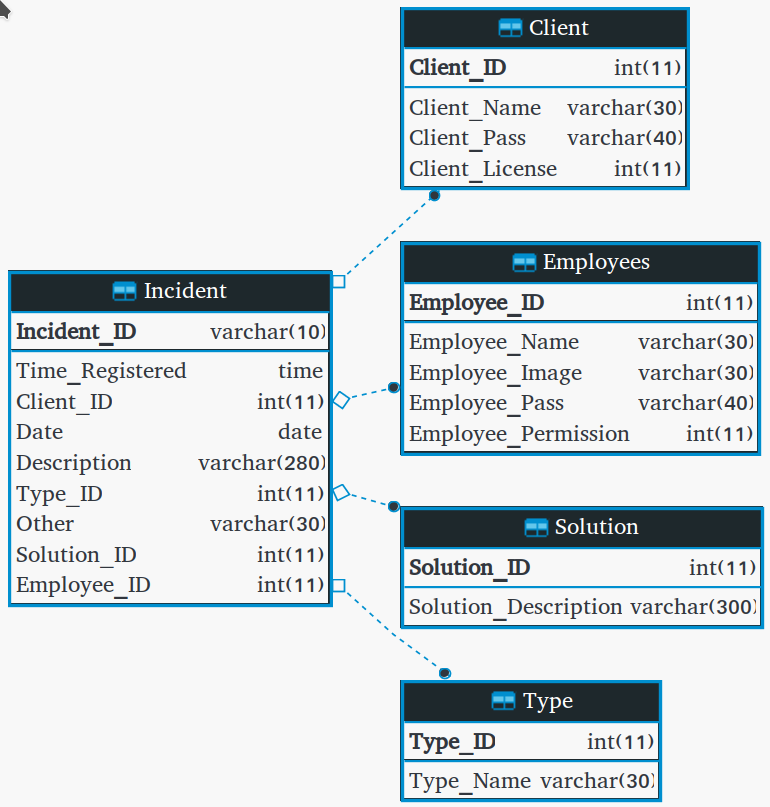 Client
Client_ID int(11)
Client_Name varchar(30)
Client_Pass varchar(40)
Client_License int(11)
Employees
Employee_ID int(11)
Employee_Name varchar(30)
Employee_Image varchar(30)
Employee_Pass varchar(40)
Employee_Permission int(11)
Incident
Incident_ID varchar(10)
Time_Registered time
Client_ID int(11)
Date date
Description varchar(280)
Type_ID int(11)
Other varchar(30)
Solution_ID int(11)
Employee_ID int(11)
Solution
Solution_ID int(11)
Solution_Description varchar(300)
Type
Type_ID int(11)
Type_Name varchar(30)